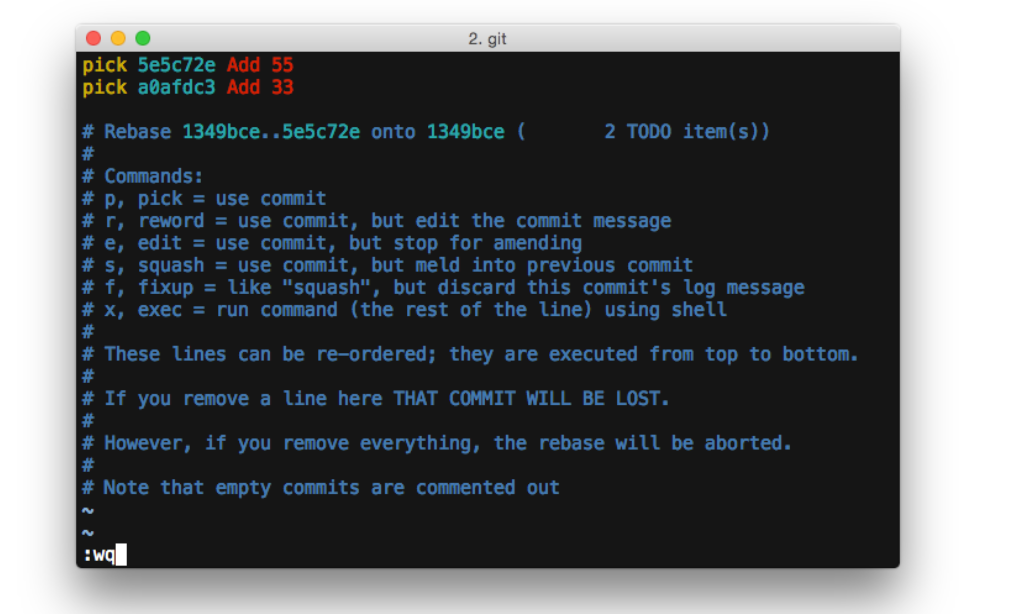 2. git
pick 5e5c72e Add 55
pick a0afdc3 Add 33
# Rebase 1349bce..5e5c72e onto 1349bce (       2 TODO item(s))
#
# Commands:
# p, pick = use commit
# r, reword = use commit, but edit the commit message
# e, edit = use commit, but stop for amending
# s, squash = use commit, but meld into previous commit
# f, fixup = like "squash", but discard this commit's log message
# x, exec = run command (the rest of the line) using shell
#
# These lines can be re-ordered; they are executed from top to bottom.
#
# If you remove a line here THAT COMMIT WILL BE LOST.
#
# However, if you remove everything, the rebase will be aborted.
#
# Note that empty commits are commented out
~
~
:wq